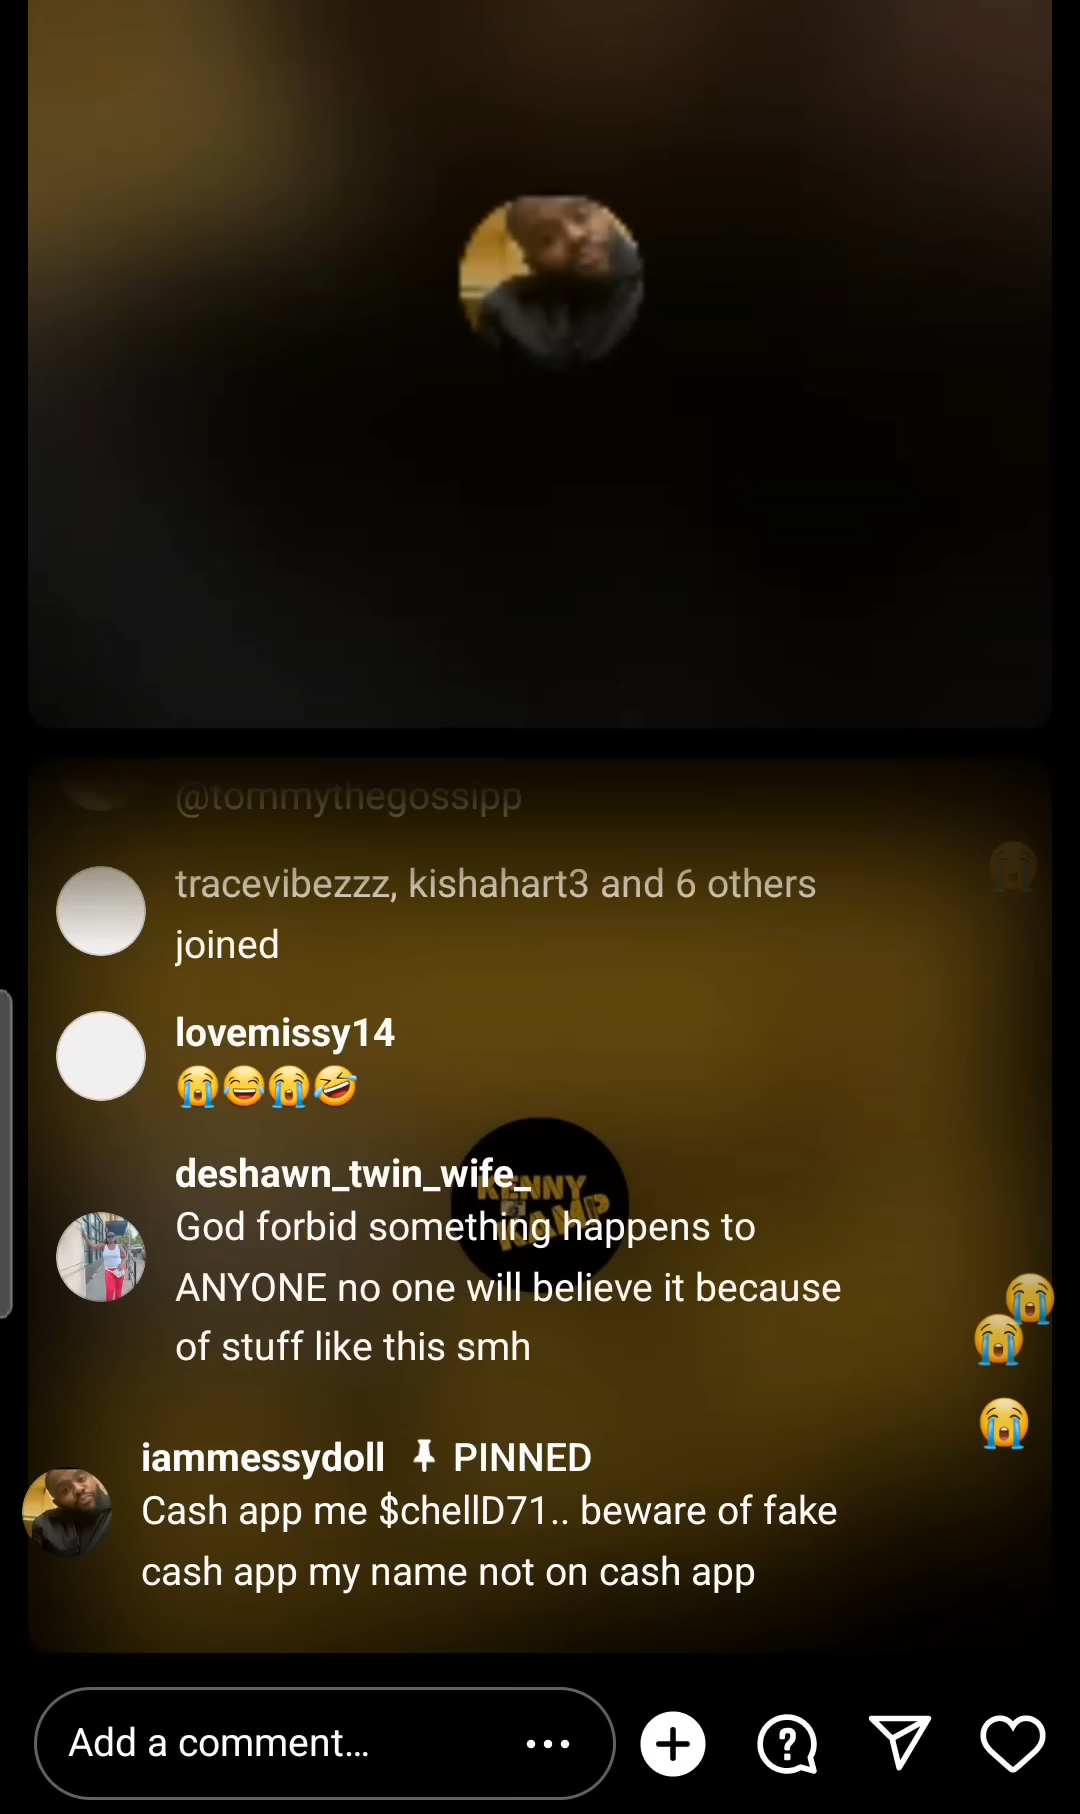 @tommythegossipp
tracevibezzz, kishahart3 and 6 others
joined
lovemissy14
😭😂😭🤣
deshawn_twin_wife_
KENNY
God forbid something happens to
ANYONE no one will believe it because
of stuff like this smh
iammessydoll 📌 PINNED
Cash app me $chellD71.. beware of fake
cash app my name not on cash app
Add a comment...